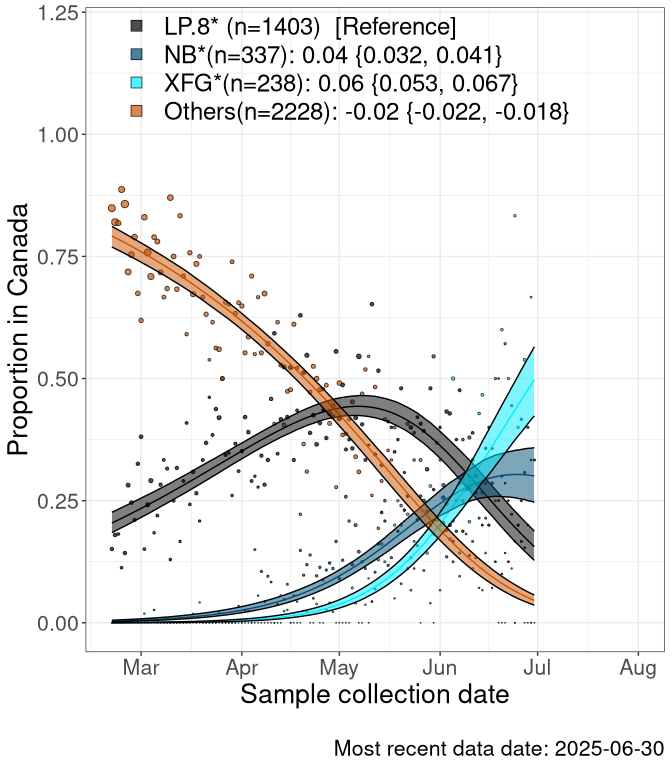 LP.8* (n=1403)  [Reference]
NB*(n=337): 0.04 {0.032, 0.041}
XFG*(n=238): 0.06 {0.053, 0.067}
Others(n=2228): -0.02 {-0.022, -0.018}
1.25
1.00
0.75
0.50
0.25
0.00
Proportion in Canada
Mar Apr May Jun Jul Aug
Sample collection date
Most recent data date: 2025-06-30